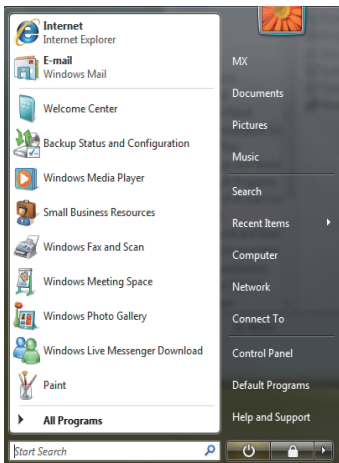 Internet
Internet Explorer
E-mail
Windows Mail
Welcome Center
Backup Status and Configuration
Windows Media Player
Small Business Resources
Windows Fax and Scan
Windows Meeting Space
Windows Photo Gallery
Windows Live Messenger Download
Paint
All Programs
Start Search
MX
Documents
Pictures
Music
Search
Recent Items
Computer
Network
Connect To
Control Panel
Default Programs
Help and Support